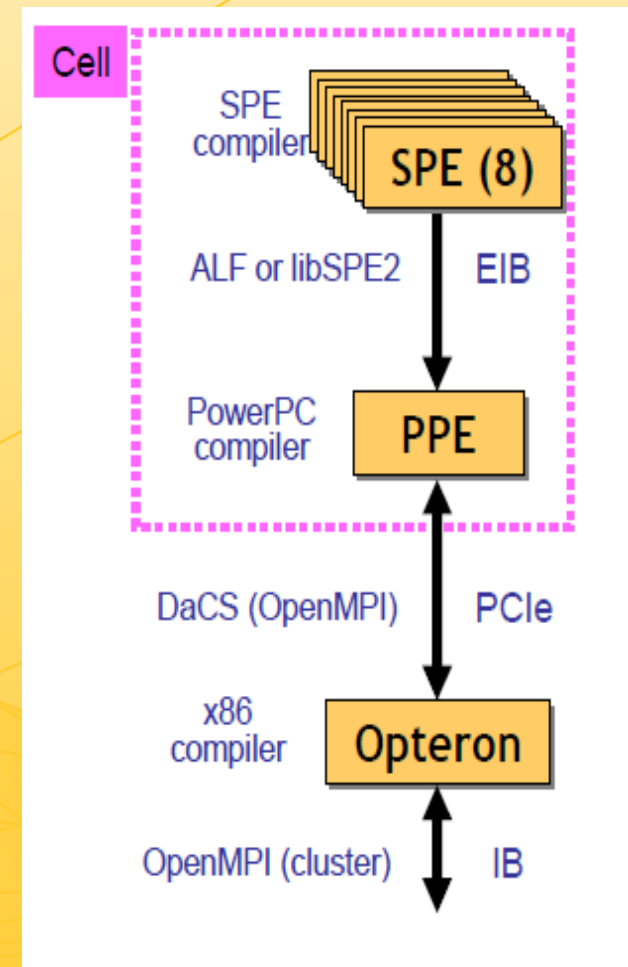 Cell
SPE
compiler
SPE (8)
ALF or libSPE2 EIB
PowerPC
compiler
PPE
DaCS (OpenMPI) PCIe
x86
compiler
Opteron
OpenMPI (cluster) IB